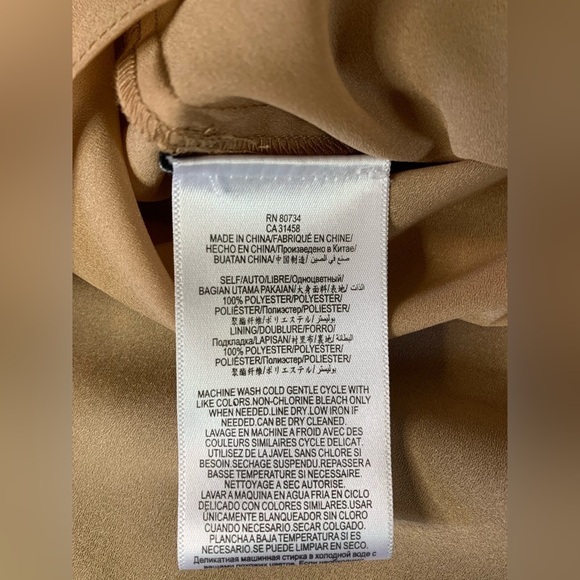 RN 80734
CA 31458
MADE IN CHINA/FABRIQUÉ EN CHINE/
HECHO EN CHINA/Произведено в Китае/
BUATAN CHINA/中国制造/ صنع في الصين
SELF/AUTO/LIBRE/Одноцветный/
BAGIAN UTAMA PAKAIAN/大身面料/表地/ الذات
100% POLYESTER/POLYESTER/
POLIÉSTER/Полиэстер/POLIESTER/
聚酯纤维/ポリエステル/ بوليستر
LINING/DOUBLURE/FORRO/
Подкладка/LAPISAN/衬里布/裏地/ البطانة
100% POLYESTER/POLYESTER/
POLIÉSTER/Полиэстер/POLIESTER/
聚酯纤维/ポリエステル/ بوليستر
MACHINE WASH COLD GENTLE CYCLE WITH
LIKE COLORS.NON-CHLORINE BLEACH ONLY
WHEN NEEDED.LINE DRY.LOW IRON IF
NEEDED.CAN BE DRY CLEANED.
LAVAGE EN MACHINE A FROID AVEC DES
COULEURS SIMILAIRES CYCLE DELICAT.
UTILISEZ DE LA JAVEL SANS CHLORE SI
BESOIN.SECHAGE SUSPENDU.REPASSER A
BASSE TEMPERATURE SI NECESSAIRE.
NETTOYAGE A SEC AUTORISE.
LAVAR A MAQUINA EN AGUA FRIA EN CICLO
DELICADO CON COLORES SIMILARES. USAR
ÚNICAMENTE BLANQUEADOR SIN CLORO
CUANDO NECESARIO.SECAR COLGADO.
PLANCHA A BAJA TEMPERATURA SI ES
NECESARIO.SE PUEDE LIMPIAR EN SECO.
Деликатная машинная стирка в холодной воде с